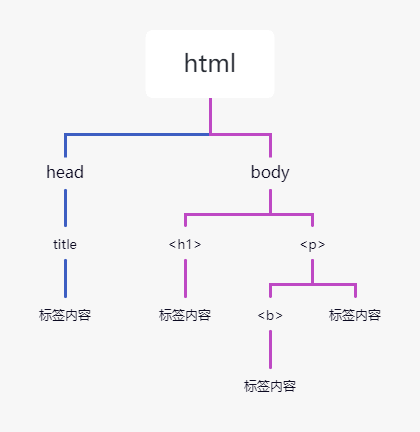 html
head
body
title
<h1>
<p>
标签内容
标签内容
<b>
标签内容
标签内容